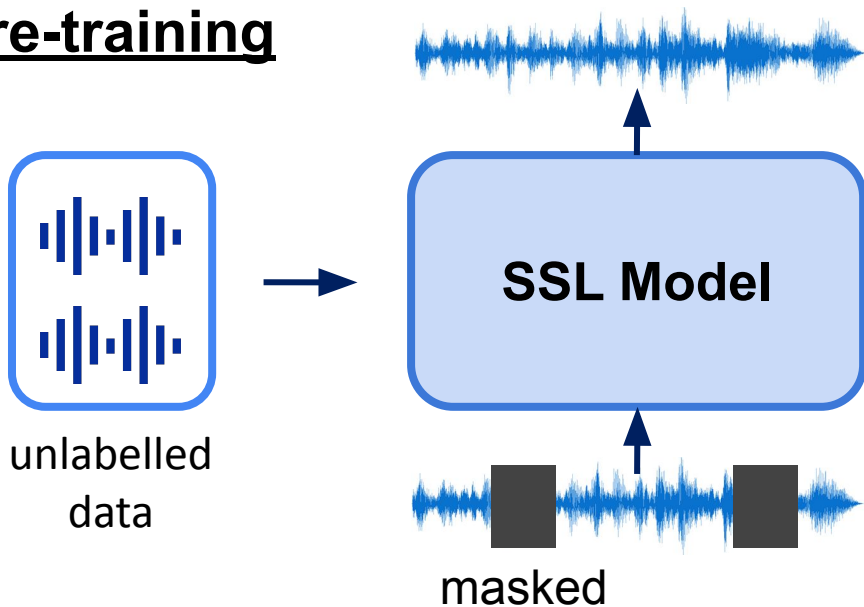 re-training
SSL Model
unlabelled
data
masked